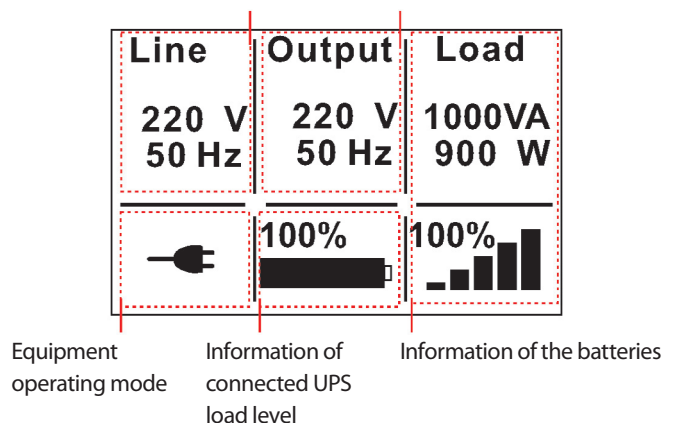 Line Output Load
220 V 220 V 1000VA
50 Hz 50 Hz 900 W
100% 100%
Equipment
operating mode
Information of
connected UPS
load level
Information of the batteries